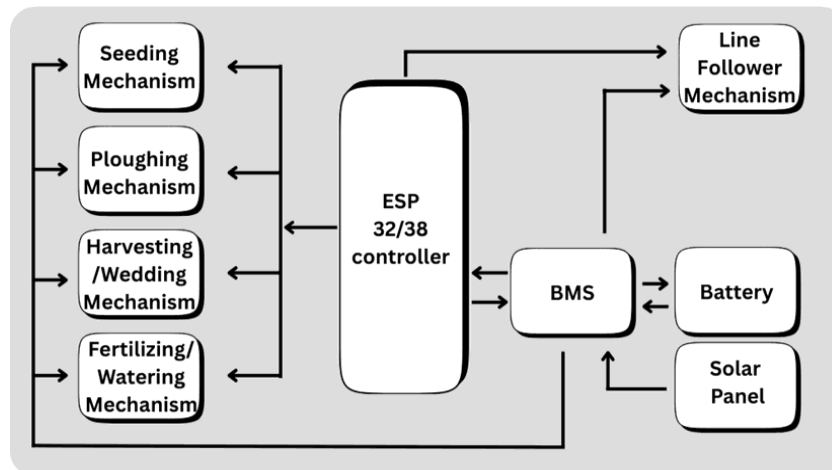 Seeding
Mechanism
Ploughing
Mechanism
Harvesting
/Wedding
Mechanism
Fertilizing/
Watering
Mechanism
ESP
32/38
controller
Line
Follower
Mechanism
BMS
Battery
Solar
Panel